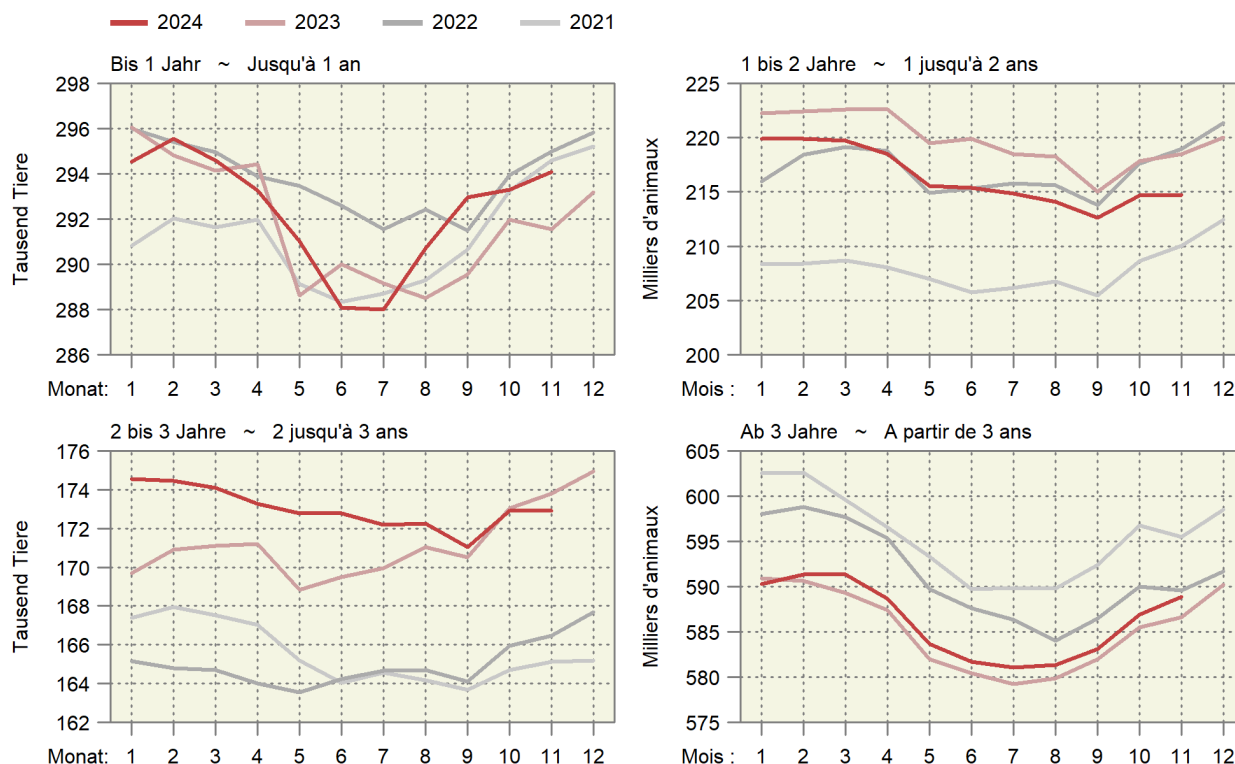 2024 2023 2022 2021
Bis 1 Jahr ~ Jusqu'à 1 an
Tausend Tiere
298
296
294
292
290
288
286
Monat: 1 2 3 4 5 6 7 8 9 10 11 12
1 bis 2 Jahre ~ 1 jusqu'à 2 ans
Milliers d'animaux
225
220
215
210
205
200
Mois : 1 2 3 4 5 6 7 8 9 10 11 12
2 bis 3 Jahre ~ 2 jusqu'à 3 ans
Tausend Tiere
176
174
172
170
168
166
164
162
Monat: 1 2 3 4 5 6 7 8 9 10 11 12
Ab 3 Jahre ~ A partir de 3 ans
Milliers d'animaux
605
600
595
590
585
580
575
Mois : 1 2 3 4 5 6 7 8 9 10 11 12